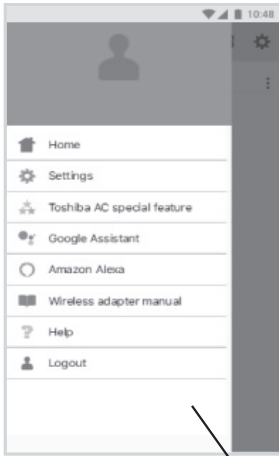 10:48
Home
Settings
Toshiba AC special feature
Google Assistant
Amazon Alexa
Wireless adapter manual
Help
Logout